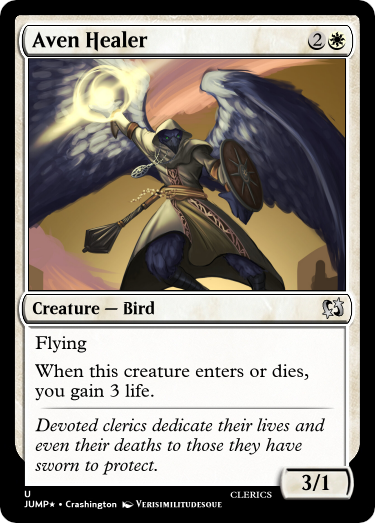 Aven Healer 2
Creature — Bird
Flying
When this creature enters or dies,
you gain 3 life.
Devoted clerics dedicate their lives and
even their deaths to those they have
sworn to protect.
3/1
U
JUMP★ • Crashington Verisimilitudesque
CLERICS